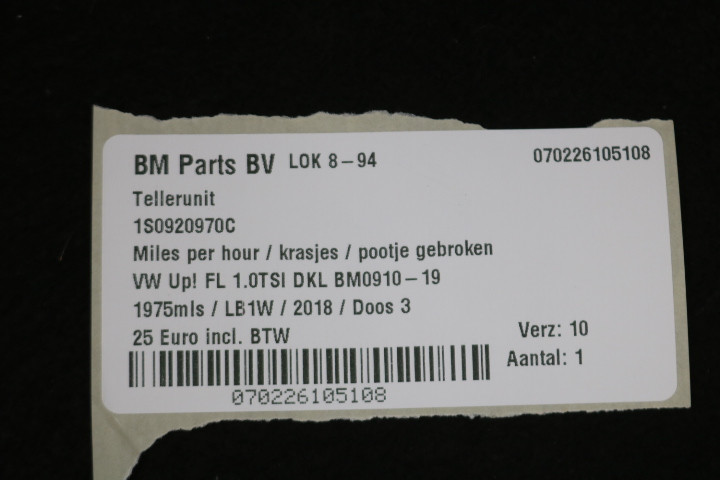 BM Parts BV LOK 8-94 070226105108
Tellerunit
1S0920970C
Miles per hour / krasjes / pootje gebroken
VW Up! FL 1.0TSI DKL BM0910-19
1975mls / LB1W / 2018 / Doos 3
25 Euro incl. BTW Verz: 10
Aantal: 1
070226105108